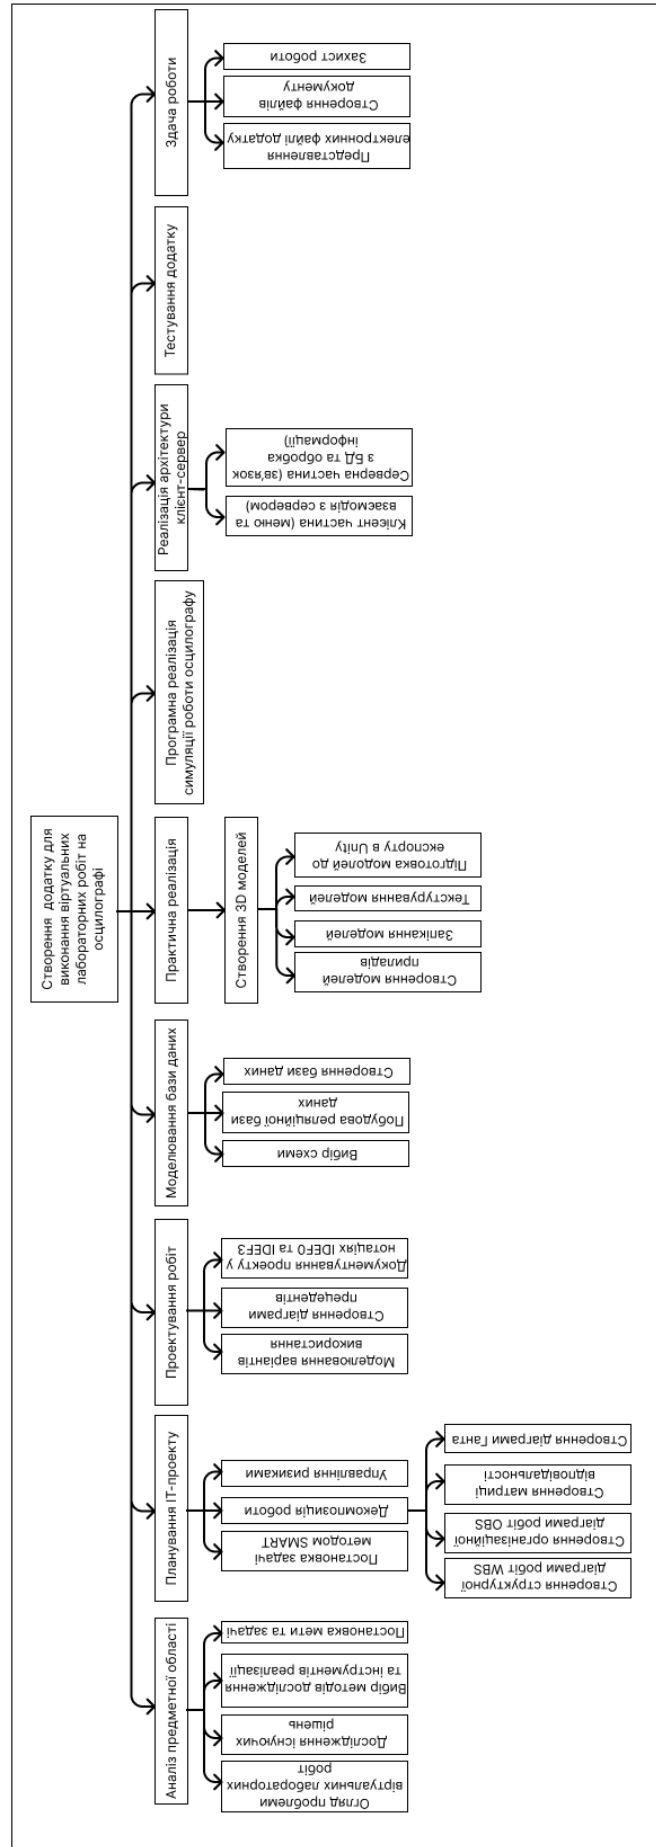 Створення додатку для
виконання віртуальних
лабораторних робіт на
осцилографі
Аналіз предметної області
Огляд проблеми
віртуальних лабораторних
робіт
Дослідження існуючих
рішень
Вибір методів дослідження
та інструментів реалізації
Постановка мети та задачі
Планування ІТ-проекту
Постановка задачі
методом SMART
Декомпозиція роботи
Створення структурної
діаграми робіт WBS
Створення організаційної
діаграми робіт OBS
Створення матриці
відповідальності
Створення діаграми Ганта
Управління ризиками
Проектування робіт
Моделювання варіантів
використання
Створення діаграми
прецедентів
Документування проекту у
нотаціях IDEF0 та IDEF3
Моделювання бази даних
Вибір схеми
Побудова реляційної бази
даних
Створення бази даних
Практична реалізація
Створення 3D моделей
Створення моделей
приладів
Запікання моделей
Текстурування моделей
Підготовка моделей до
експорту в Unity
Програмна реалізація
симуляції роботи осцилографу
Реалізація архітектури
клієнт-сервер
Клієнт частина (меню та
взаємодія з сервером)
Серверна частина (зв'язок
з БД та обробка
інформації)
Тестування додатку
Здача роботи
Представлення
електронних файлі додатку
Створення файлів
документу
Захист роботи